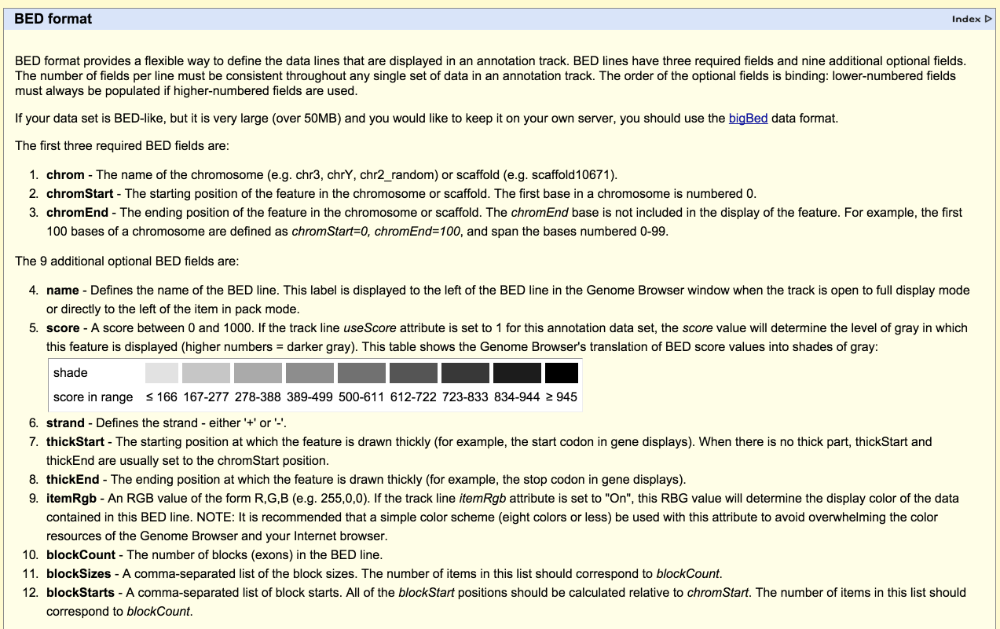 BED format
Index
BED format provides a flexible way to define the data lines that are displayed in an annotation track. BED lines have three required fields and nine additional optional fields.
The number of fields per line must be consistent throughout any single set of data in an annotation track. The order of the optional fields is binding: lower-numbered fields
must always be populated if higher-numbered fields are used.
If your data set is BED-like, but it is very large (over 50MB) and you would like to keep it on your own server, you should use the bigBed data format.
The first three required BED fields are:
1. chrom - The name of the chromosome (e.g. chr3, chrY, chr2_random) or scaffold (e.g. scaffold10671).
2. chromStart - The starting position of the feature in the chromosome or scaffold. The first base in a chromosome is numbered 0.
3. chromEnd - The ending position of the feature in the chromosome or scaffold. The chromEnd base is not included in the display of the feature. For example, the first
100 bases of a chromosome are defined as chromStart=0, chromEnd=100, and span the bases numbered 0-99.
The 9 additional optional BED fields are:
4. name - Defines the name of the BED line. This label is displayed to the left of the BED line in the Genome Browser window when the track is open to full display mode
or directly to the left of the item in pack mode.
5. score - A score between 0 and 1000. If the track line useScore attribute is set to 1 for this annotation data set, the score value will determine the level of gray in which
this feature is displayed (higher numbers = darker gray). This table shows the Genome Browser's translation of BED score values into shades of gray:
shade
score in range ≤ 166 167-277 278-388 389-499 500-611 612-722 723-833 834-944 ≥ 945
6. strand - Defines the strand - either '+' or '-'.
7. thickStart - The starting position at which the feature is drawn thickly (for example, the start codon in gene displays). When there is no thick part, thickStart and
thickEnd are usually set to the chromStart position.
8. thickEnd - The ending position at which the feature is drawn thickly (for example, the stop codon in gene displays).
9. itemRgb - An RGB value of the form R,G,B (e.g. 255,0,0). If the track line itemRgb attribute is set to "On", this RBG value will determine the display color of the data
contained in this BED line. NOTE: It is recommended that a simple color scheme (eight colors or less) be used with this attribute to avoid overwhelming the color
resources of the Genome Browser and your Internet browser.
10. blockCount - The number of blocks (exons) in the BED line.
11. blockSizes - A comma-separated list of the block sizes. The number of items in this list should correspond to blockCount.
12. blockStarts - A comma-separated list of block starts. All of the blockStart positions should be calculated relative to chromStart. The number of items in this list should
correspond to blockCount.